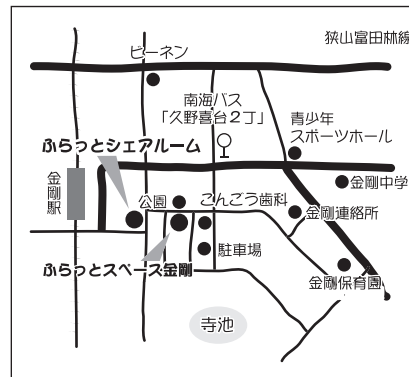 ビーネン
狭山富田林線
南海バス
「久野喜台２丁」
青少年
スポーツホール
ふらっとシェアルーム
金剛駅
公園
こんごう歯科
金剛中学
金剛連絡所
駐車場
ふらっとスペース金剛
金剛保育園
寺池